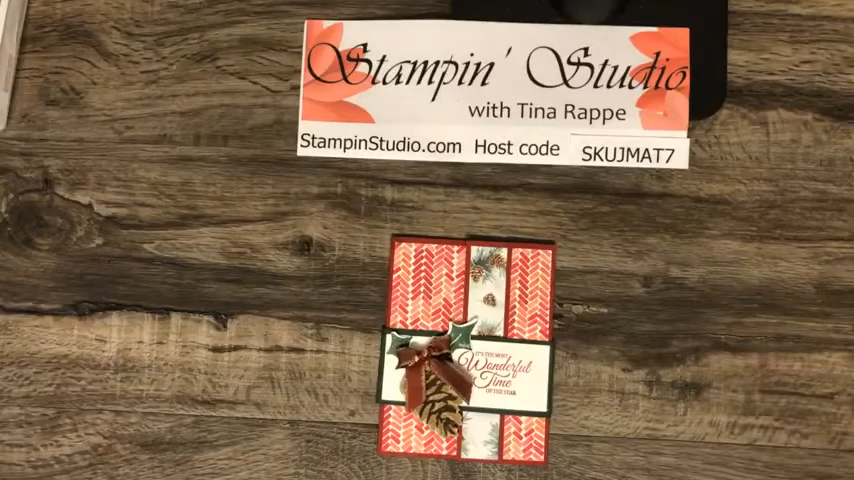 Stampin' Studio
with Tina Rappe
StampinStudio.com Host code SKUJMAT7
IT'S THE MOST
Wonderful
Time
OF THE YEAR